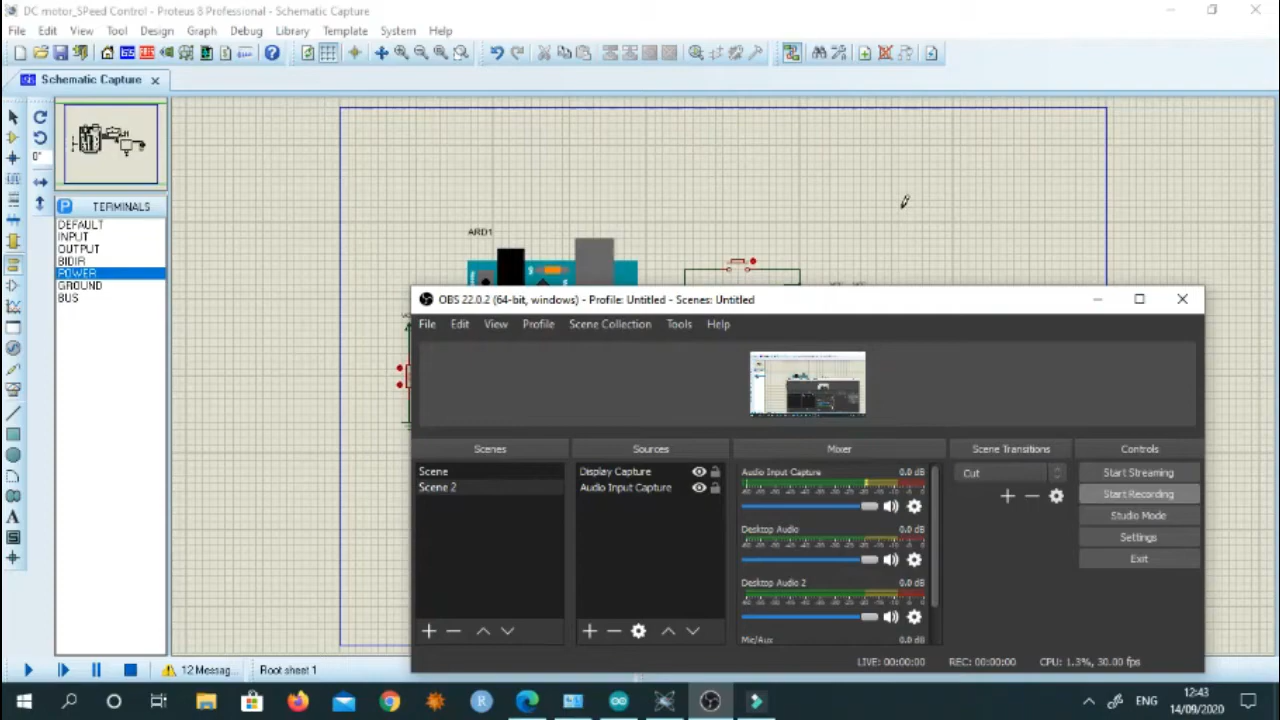 DC motor_SPeed Control - Proteus 8 Professional - Schematic Capture
File Edit View Tool Design Graph Debug Library Template System Help
Schematic Capture
0°
TERMINALS
DEFAULT
INPUT
OUTPUT
BIDIR
POWER
GROUND
BUS
ARD1
OBS 22.0.2 (64-bit, windows) - Profile: Untitled - Scenes: Untitled
File Edit View Profile Scene Collection Tools Help
Scenes Sources Mixer Scene Transitions Controls
Scene
Scene 2
Display Capture
Audio Input Capture
Audio Input Capture 0.0 dB
Desktop Audio 0.0 dB
Desktop Audio 2 0.0 dB
Mic/Aux 0.0 dB
Cut
Start Streaming
Start Recording
Studio Mode
Settings
Exit
LIVE: 00:00:00 REC: 00:00:00 CPU: 1.3%, 30.00 fps
12 Messag... Root sheet 1
ENG
12:43
14/09/2020